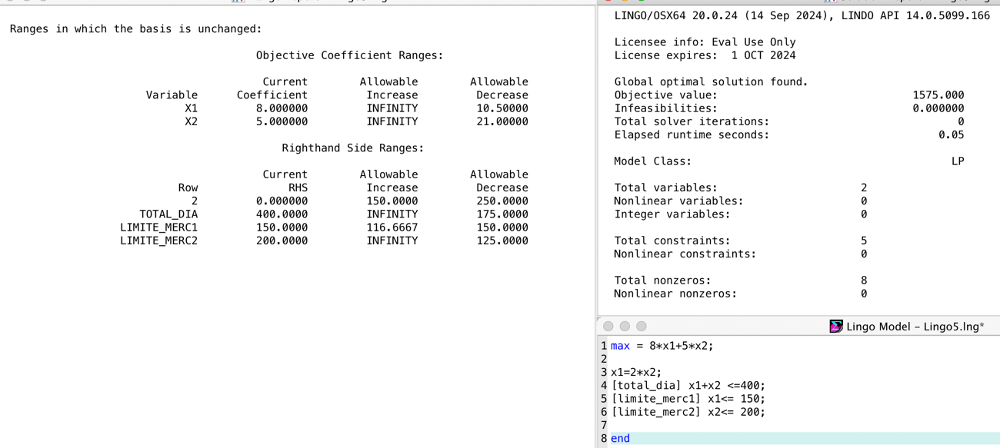 Ranges in which the basis is unchanged:
Objective Coefficient Ranges:
Current Allowable Allowable
Variable Coefficient Increase Decrease
X1 8.000000 INFINITY 10.50000
X2 5.000000 INFINITY 21.00000
Righthand Side Ranges:
Current Allowable Allowable
Row RHS Increase Decrease
2 0.000000 150.0000 250.0000
TOTAL_DIA 400.0000 INFINITY 175.0000
LIMITE_MERC1 150.0000 116.6667 150.0000
LIMITE_MERC2 200.0000 INFINITY 125.0000
LINGO/OSX64 20.0.24 (14 Sep 2024), LINDO API 14.0.5099.166
Licensee info: Eval Use Only
License expires: 1 OCT 2024
Global optimal solution found.
Objective value: 1575.000
Infeasibilities: 0.000000
Total solver iterations: 0
Elapsed runtime seconds: 0.05
Model Class: LP
Total variables: 2
Nonlinear variables: 0
Integer variables: 0
Total constraints: 5
Nonlinear constraints: 0
Total nonzeros: 8
Nonlinear nonzeros: 0
Lingo Model – Lingo5.lng*
1 max = 8*x1+5*x2;
2
3 x1=2*x2;
4 [total_dia] x1+x2 <=400;
5 [limite_merc1] x1<= 150;
6 [limite_merc2] x2<= 200;
7
8 end